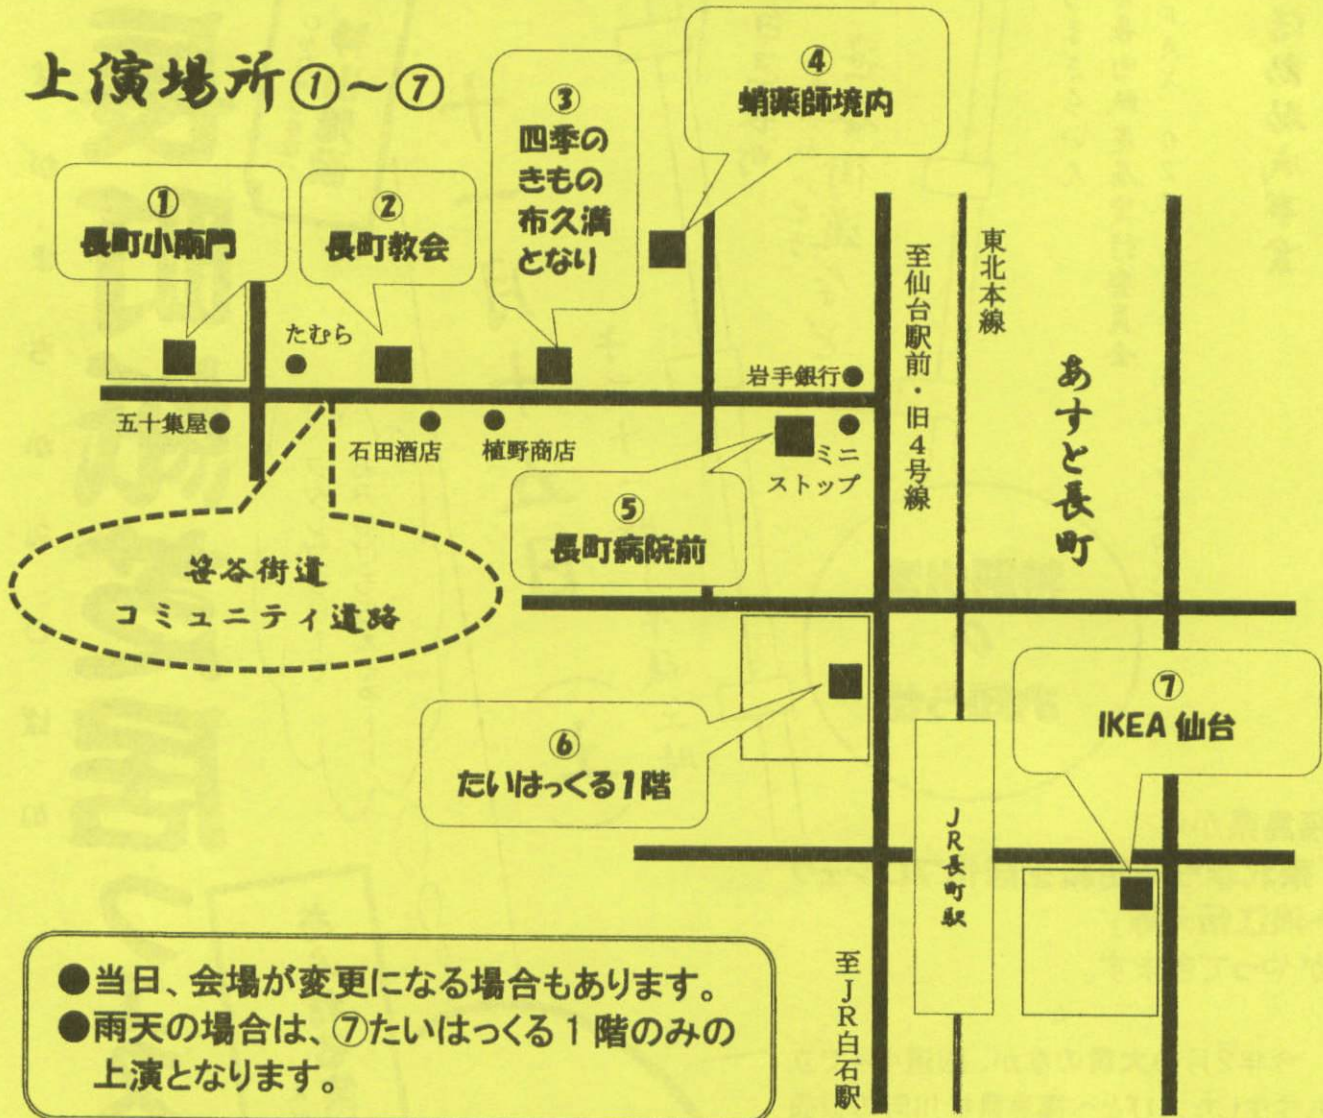 上演場所①~⑦
①
長町小南門
②
長町教会
③
四季の
きもの
布久満
となり
④
蛸薬師境内
たむら
五十集屋
石田酒店
植野商店
岩手銀行
ミニ
ストップ
至仙台駅前・旧4号線
東北本線
あすと長町
⑤
長町病院前
笹谷街道
コミュニティ道路
⑥
たいはっくる1階
⑦
IKEA 仙台
JR長町駅
至JR白石駅
●当日、会場が変更になる場合もあります。
●雨天の場合は、⑦たいはっくる1階のみの
上演となります。